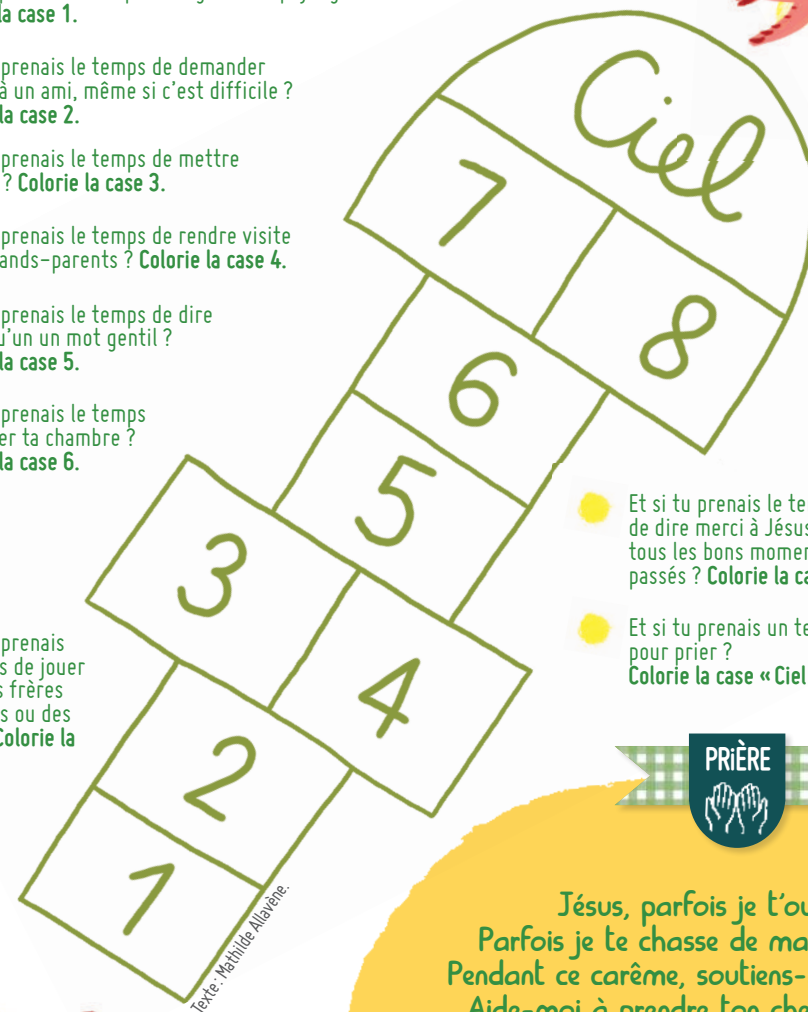 la case 1.
prenais le temps de demander
à un ami, même si c'est difficile ?
la case 2.
prenais le temps de mettre
? Colorie la case 3.
prenais le temps de rendre visite
ands-parents ? Colorie la case 4.
prenais le temps de dire
u'un un mot gentil ?
la case 5.
prenais le temps
er ta chambre ?
la case 6.
prenais
s de jouer
s frères
s ou des
Colorie la
Ciel
7
8
6
5
3
4
2
1
Texte : Mathilde Allavène.
Et si tu prenais le te
de dire merci à Jésus
tous les bons momen
passés ? Colorie la ca
Et si tu prenais un te
pour prier ?
Colorie la case « Ciel
PRiÈRE
Jésus, parfois je t'ou
Parfois je te chasse de ma
Pendant ce carême, soutiens-
Aide-moi à prendre ton che